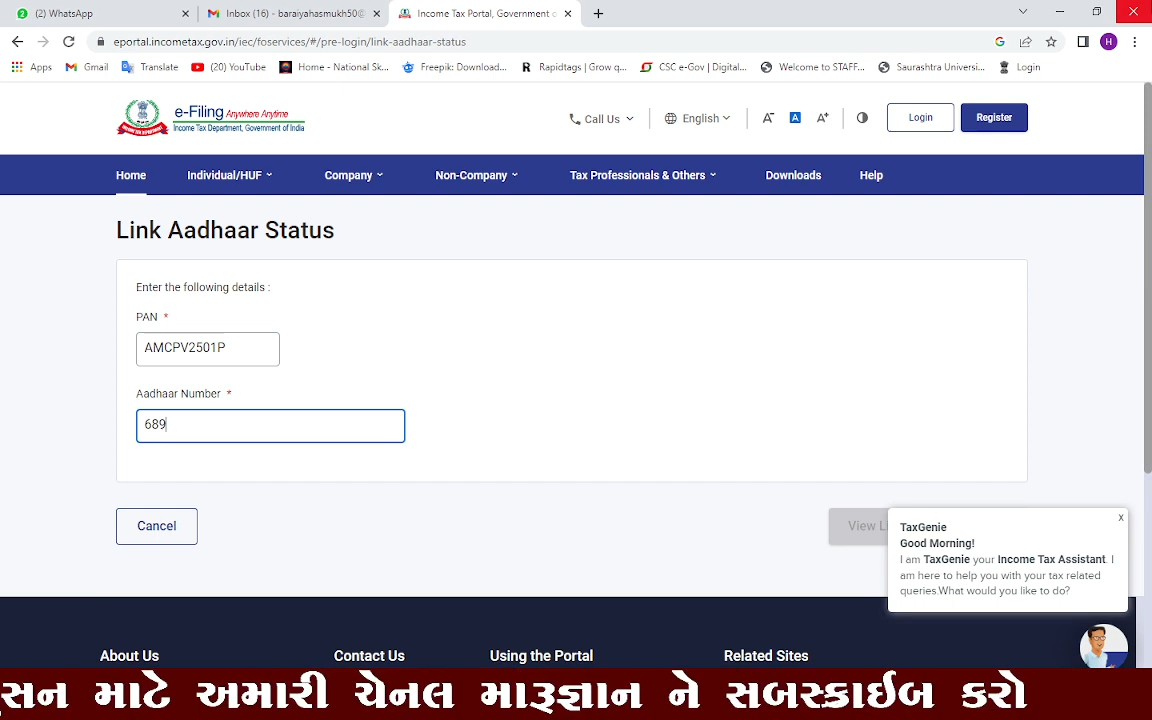 (2) WhatsApp
Inbox (16) - baraiyahasmukh50@
Income Tax Portal, Government o
eportal.incometax.gov.in/iec/foservices/#/pre-login/link-aadhaar-status
H
Apps
Gmail
Translate
(20) YouTube
Home - National Sk...
Freepik: Download...
Rapidtags | Grow q...
CSC e-Gov | Digital...
Welcome to STAFF...
Saurashtra Universi...
Login
e-Filing Anywhere Anytime
Income Tax Department, Government of India
Call Us
English
A-
A
A+
Login
Register
Home
Individual/HUF
Company
Non-Company
Tax Professionals & Others
Downloads
Help
Link Aadhaar Status
Enter the following details :
PAN *
AMCPV2501P
Aadhaar Number *
689
Cancel
View Li
x
TaxGenie
Good Morning!
I am TaxGenie your Income Tax Assistant. I
am here to help you with your tax related
queries.What would you like to do?
About Us
Contact Us
Using the Portal
Related Sites
સન માટે અમારી ચેનલ મારૂજ્ઞાન ને સબસ્ક્રાઈબ કરો